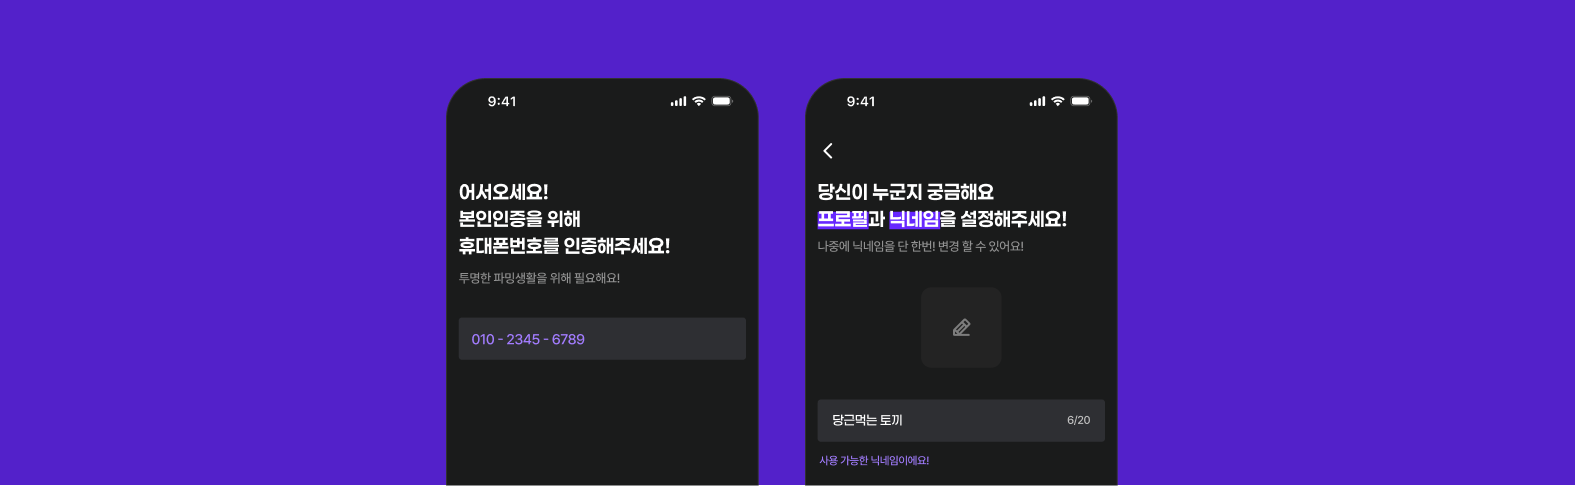 9:41
어서오세요!
본인인증을 위해
휴대폰번호를 인증해주세요!
투명한 파밍생활을 위해 필요해요!
010 - 2345 - 6789
9:41
당신이 누군지 궁금해요
프로필과 닉네임을 설정해주세요!
나중에 닉네임을 단 한번! 변경 할 수 있어요!
당근먹는 토끼 6/20
사용 가능한 닉네임이에요!